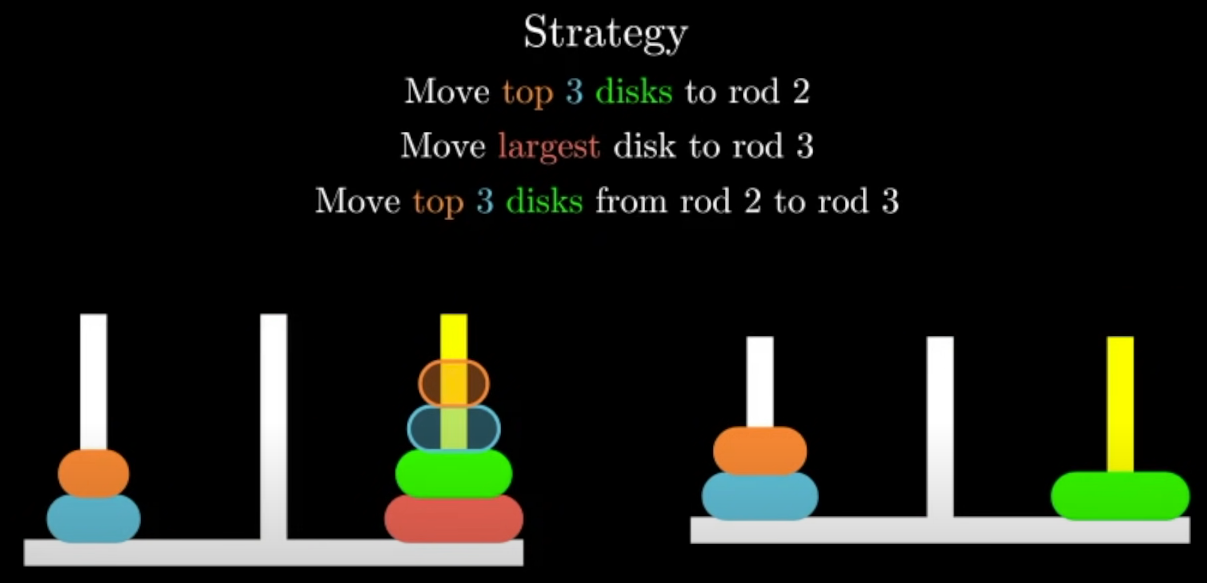 Strategy
Move top 3 disks to rod 2
Move largest disk to rod 3
Move top 3 disks from rod 2 to rod 3